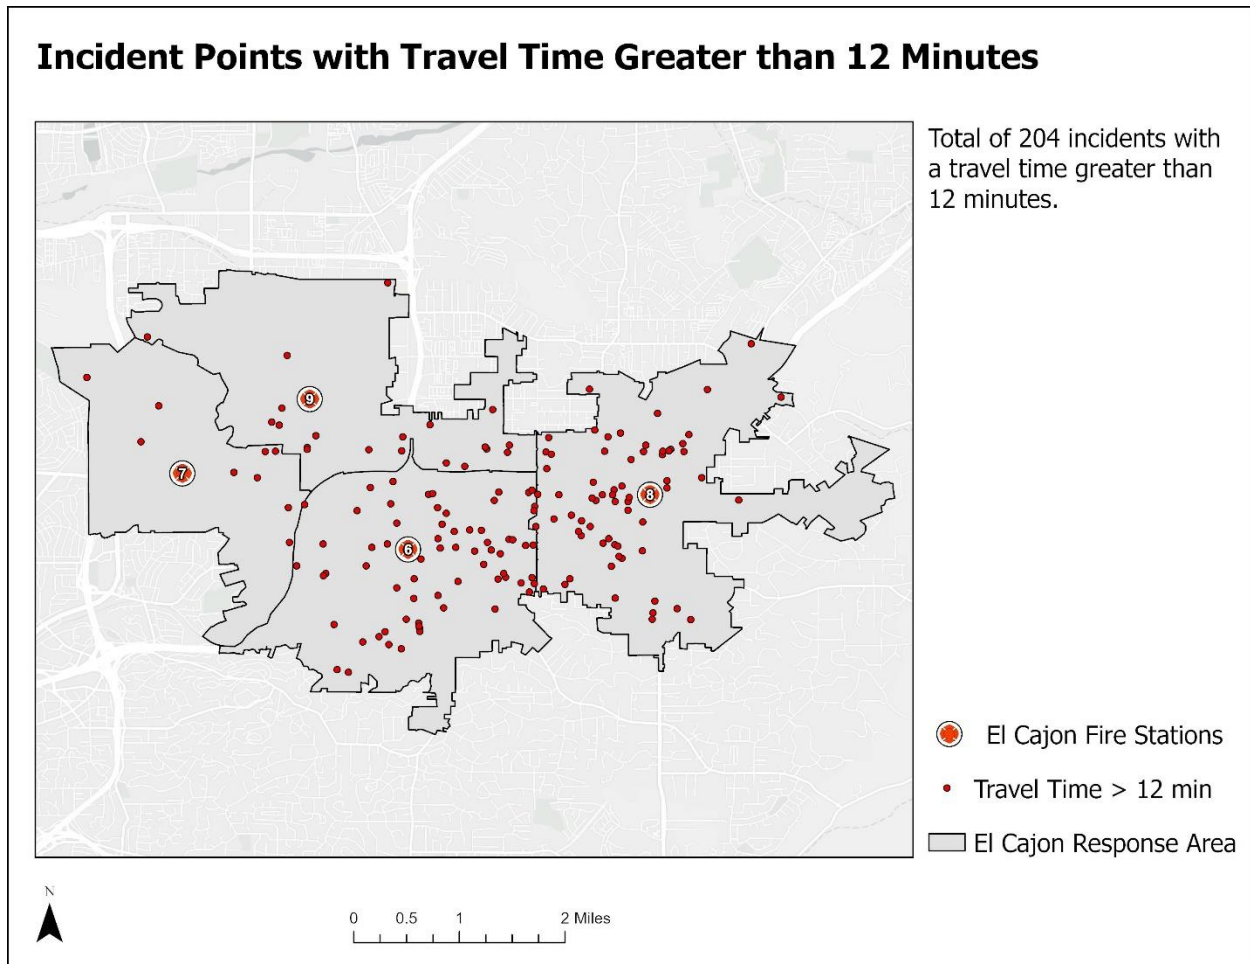 Incident Points with Travel Time Greater than 12 Minutes
Total of 204 incidents with
a travel time greater than
12 minutes.
9
7
8
6
El Cajon Fire Stations
Travel Time > 12 min
El Cajon Response Area
N
0 0.5 1 2 Miles